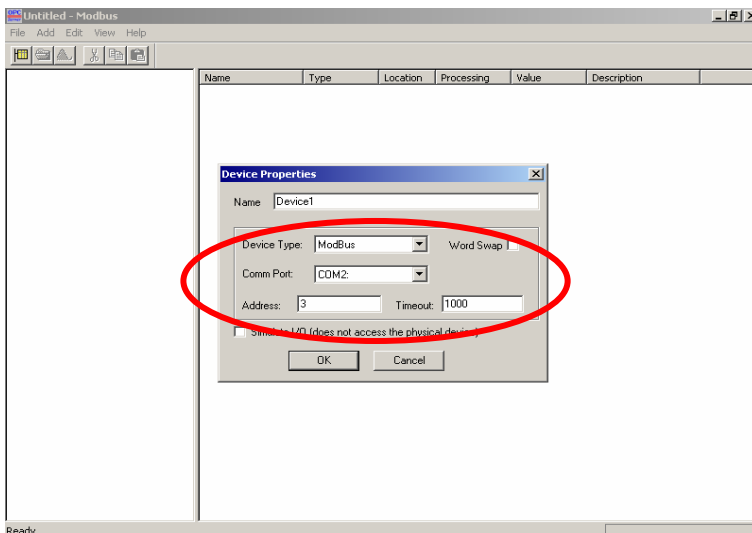 OPC Untitled - Modbus
File Add Edit View Help
Name Type Location Processing Value Description
Device Properties
Name Device1
Device Type: ModBus Word Swap
Comm Port: COM2:
Address: 3 Timeout: 1000
Simulate I/O (does not access the physical device)
OK Cancel
Ready